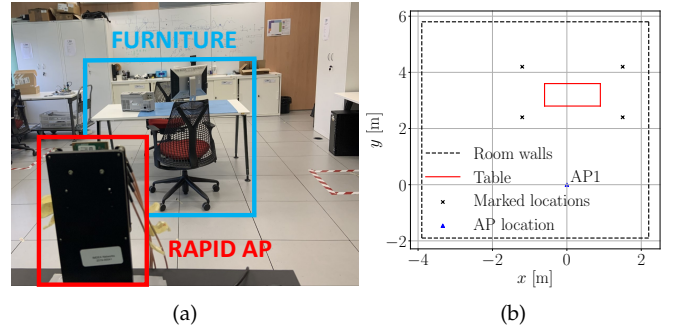 FURNITURE
RAPID AP
(a)
6
4
2
0
−2
y [m]
Room walls
Table
Marked locations
AP location
AP1
−4
−2
0
2
x [m]
(b)